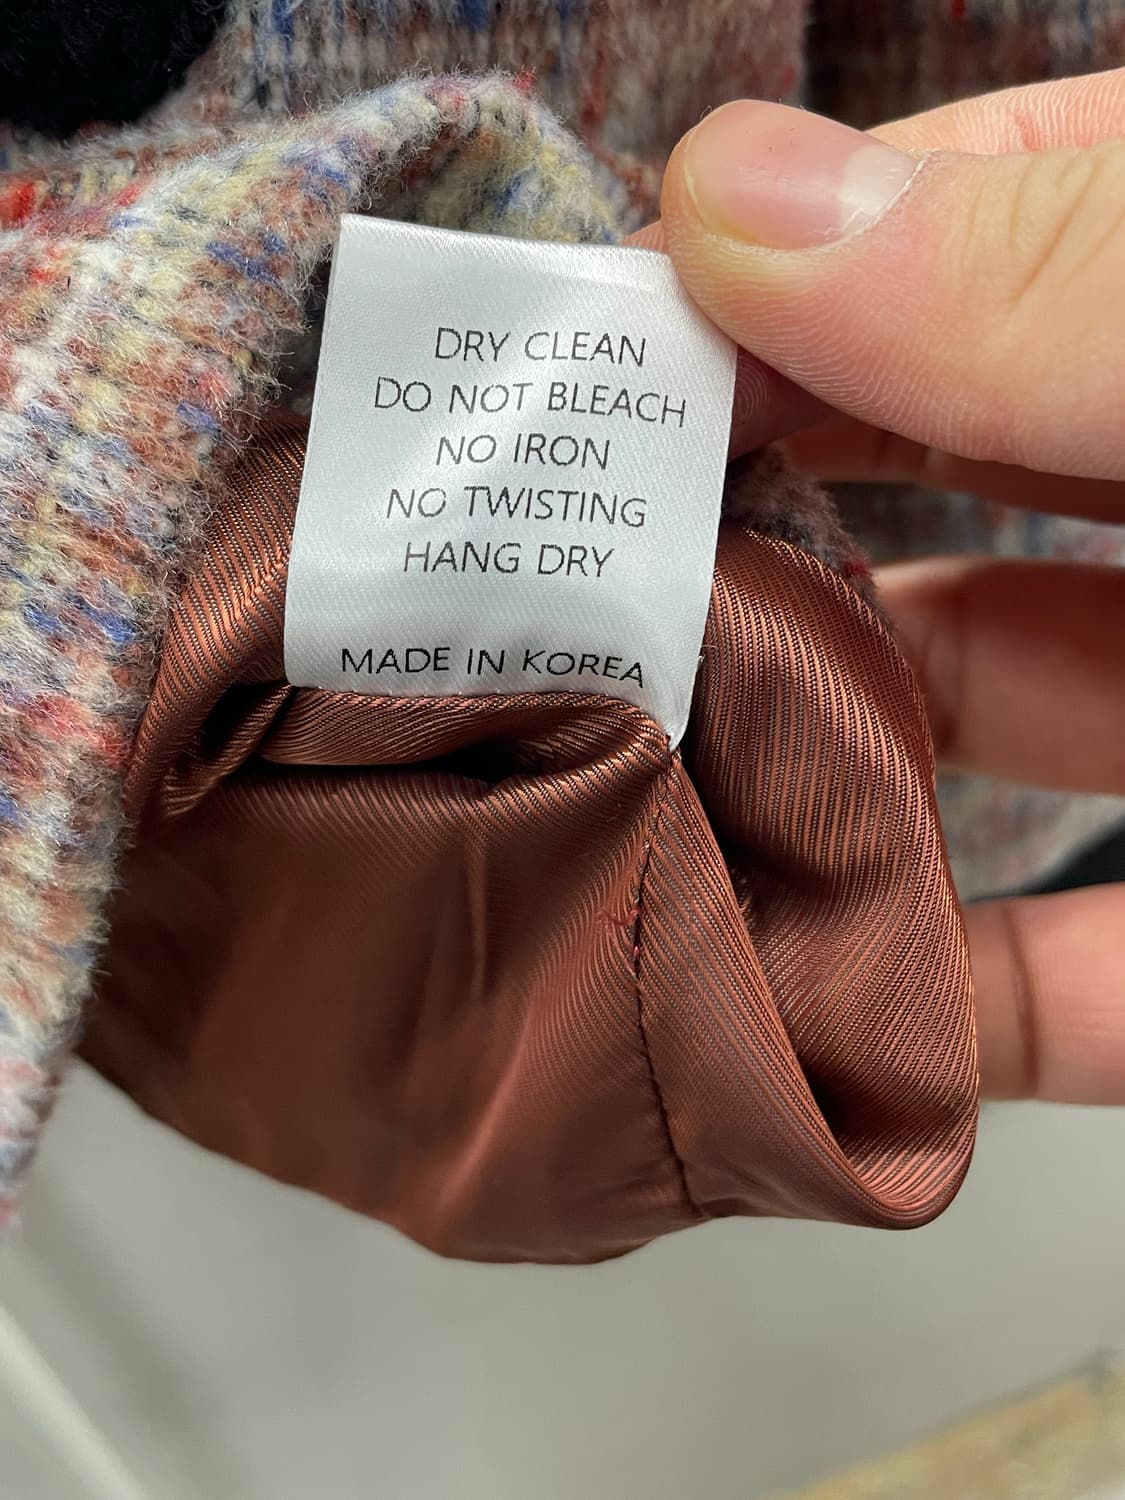 DRY CLEAN
DO NOT BLEACH
NO IRON
NO TWISTING
HANG DRY
MADE IN KOREA